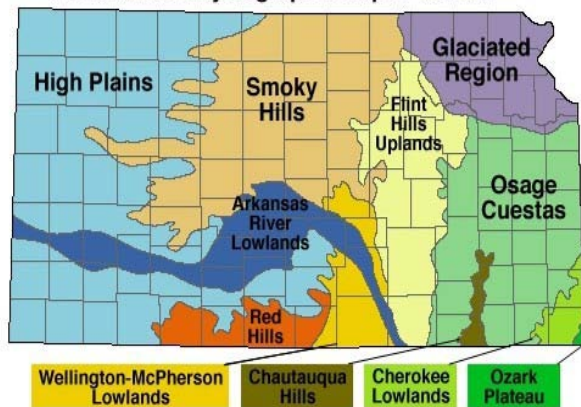 High Plains
Smoky
Hills
Flint
Hills
Uplands
Glaciated
Region
Osage
Cuestas
Arkansas
River
Lowlands
Red
Hills
Wellington-McPherson
Lowlands
Chautauqua
Hills
Cherokee
Lowlands
Ozark
Plateau